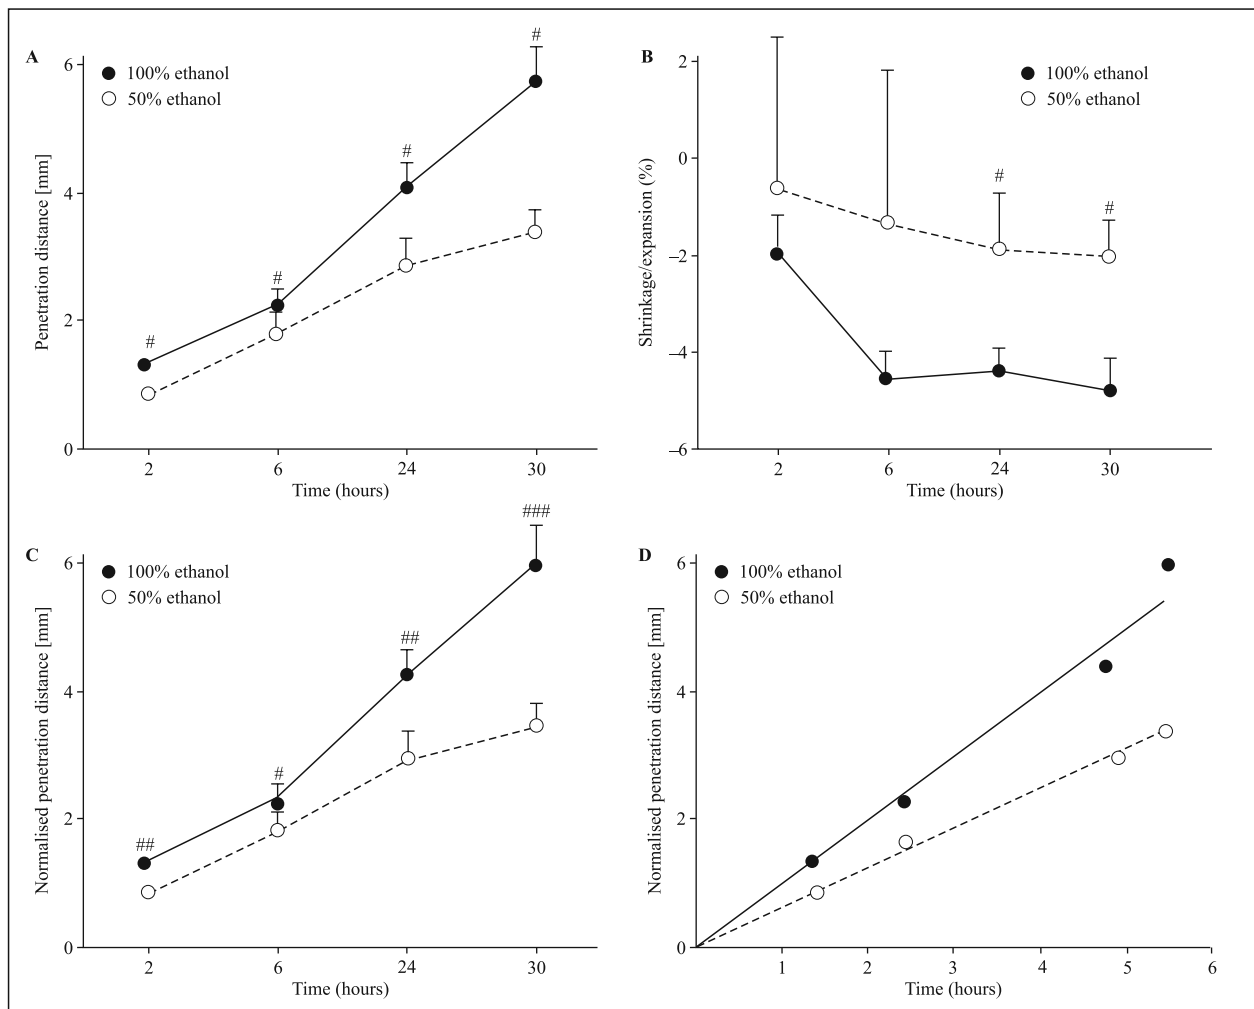 A
100% ethanol
50% ethanol
Penetration distance [mm]
6
4
2
0
#
#
#
#
2 6 24 30
Time (hours)
B
100% ethanol
50% ethanol
Shrinkage/expansion (%)
2
0
–2
–4
–6
#
#
2 6 24 30
Time (hours)
C
100% ethanol
50% ethanol
Normalised penetration distance [mm]
6
4
2
0
##
#
##
###
2 6 24 30
Time (hours)
D
100% ethanol
50% ethanol
Normalised penetration distance [mm]
6
4
2
0
1 2 3 4 5 6
Time (hours)